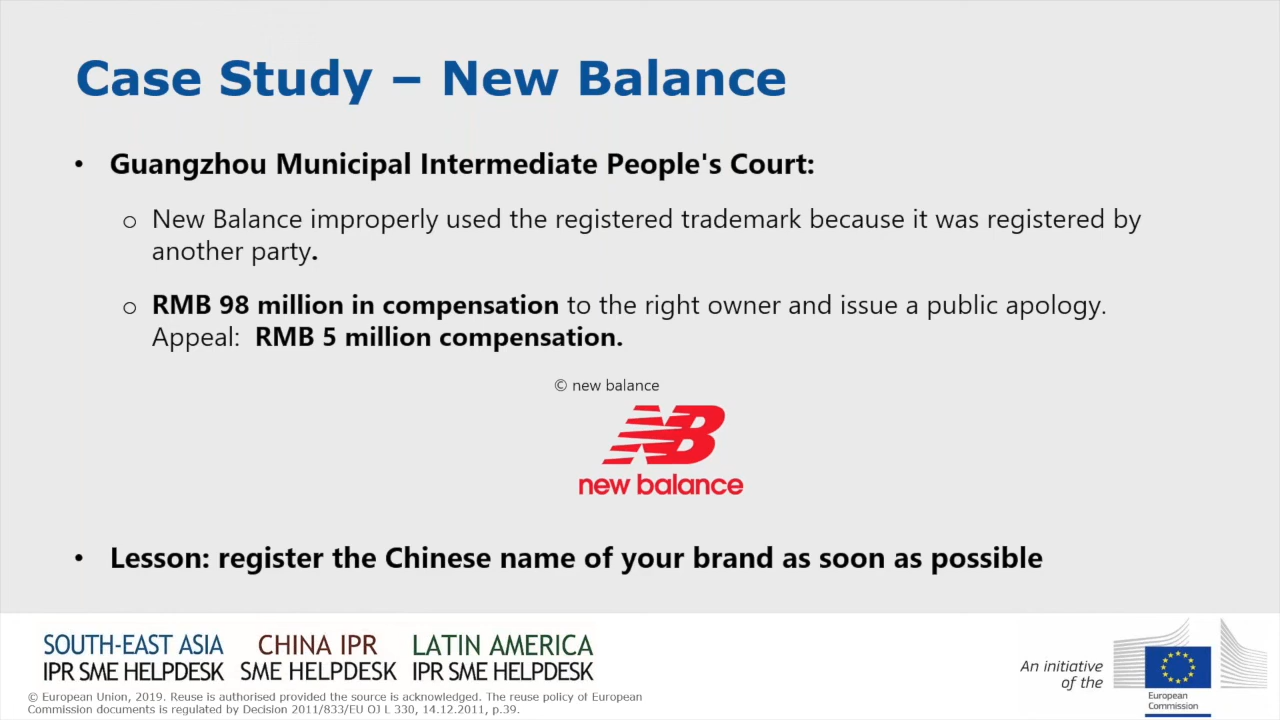 Case Study – New Balance
• Guangzhou Municipal Intermediate People's Court:
o New Balance improperly used the registered trademark because it was registered by
another party.
o RMB 98 million in compensation to the right owner and issue a public apology.
Appeal: RMB 5 million compensation.
© new balance
NB
new balance
• Lesson: register the Chinese name of your brand as soon as possible
SOUTH-EAST ASIA
IPR SME HELPDESK
CHINA IPR
SME HELPDESK
LATIN AMERICA
IPR SME HELPDESK
© European Union, 2019. Reuse is authorised provided the source is acknowledged. The reuse policy of European
Commission documents is regulated by Decision 2011/833/EU OJ L 330, 14.12.2011, p.39.
An initiative
of the
European
Commission